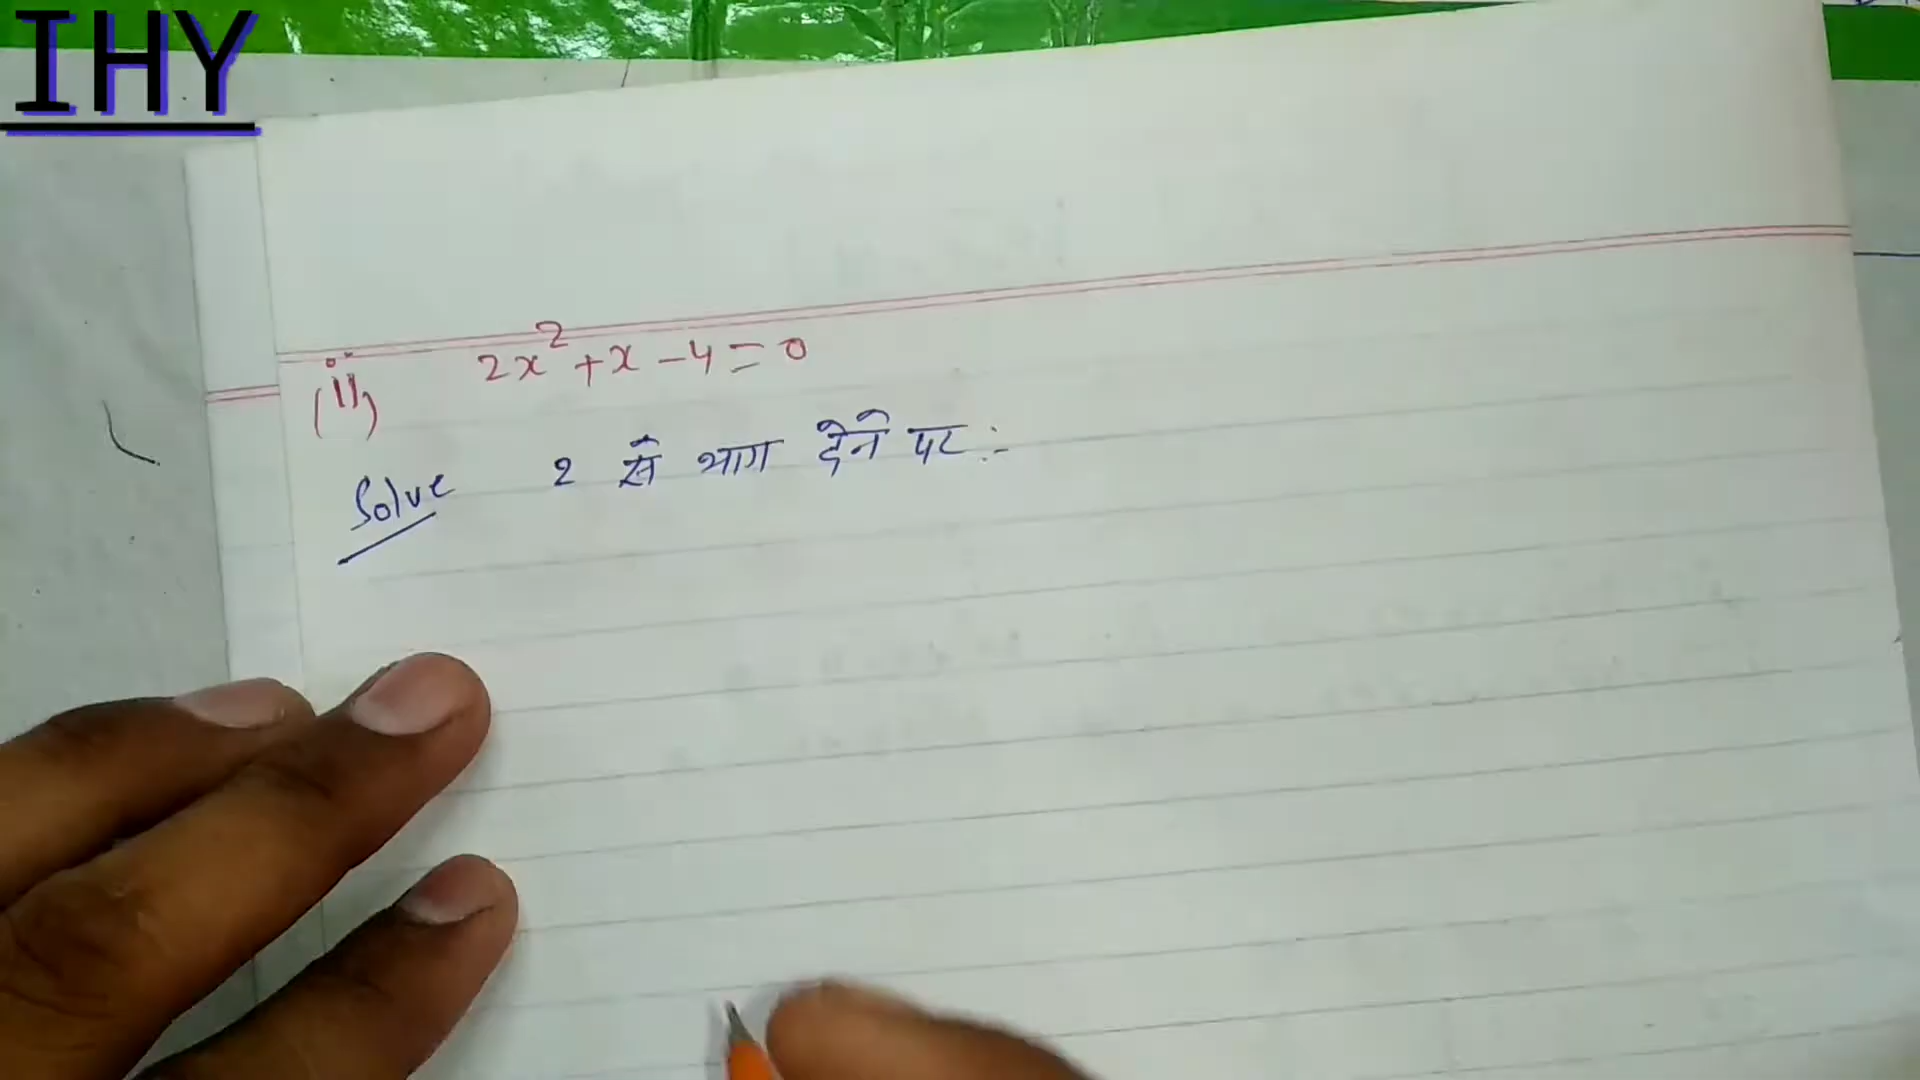 IHY
(ii) 2x²+x-4=0
Solve 2 से भाग देने पर :-